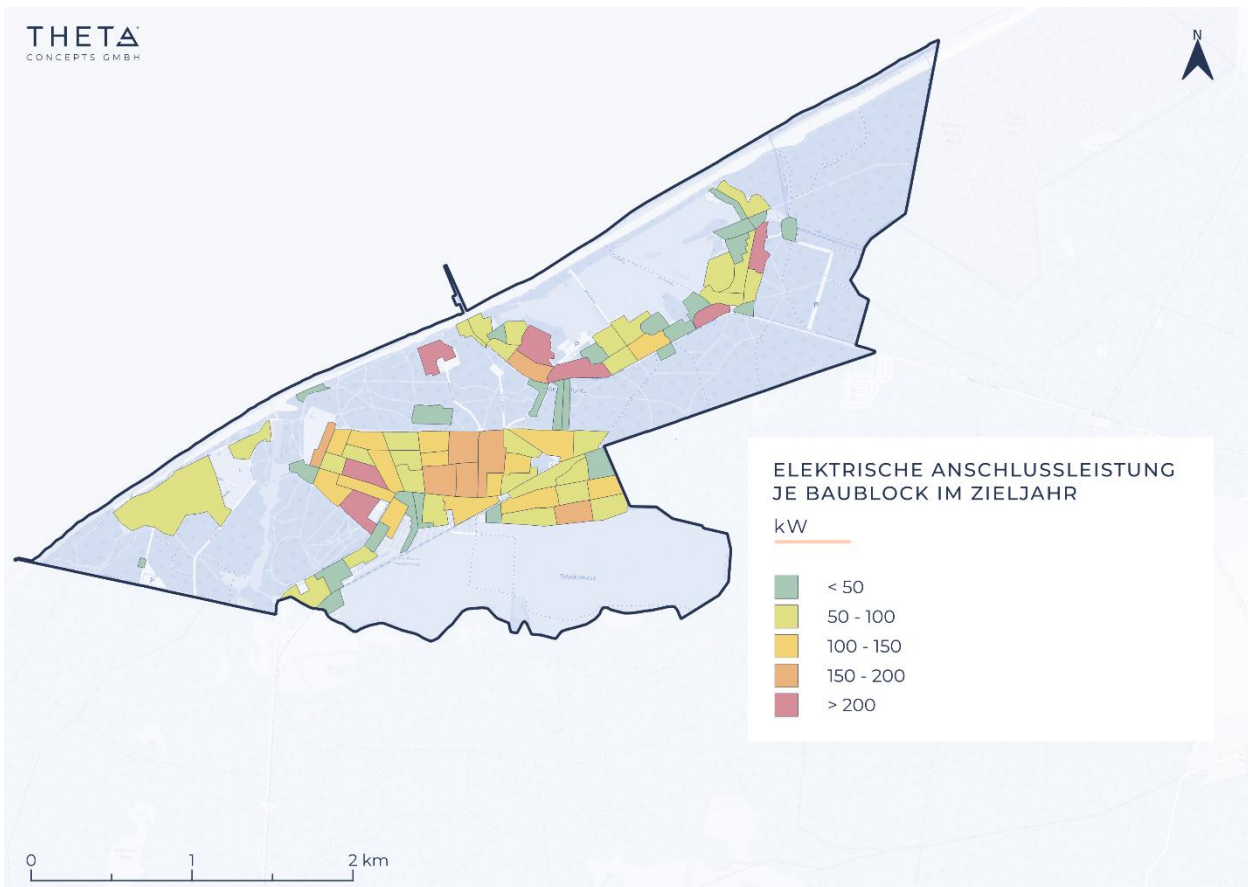 THETA
CONCEPTS GMBH
N
P
P
P
Talsperrmoor
ELEKTRISCHE ANSCHLUSSLEISTUNG
JE BAUBLOCK IM ZIELJAHR
kW
< 50
50 - 100
100 - 150
150 - 200
> 200
0 1 2 km